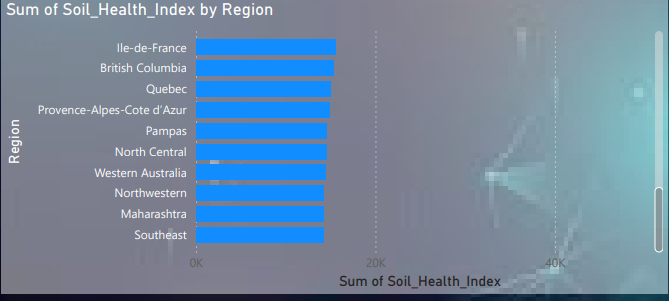 Sum of Soil_Health_Index by Region
Region
Ile-de-France
British Columbia
Quebec
Provence-Alpes-Cote d'Azur
Pampas
North Central
Western Australia
Northwestern
Maharashtra
Southeast
0K 20K 40K
Sum of Soil_Health_Index